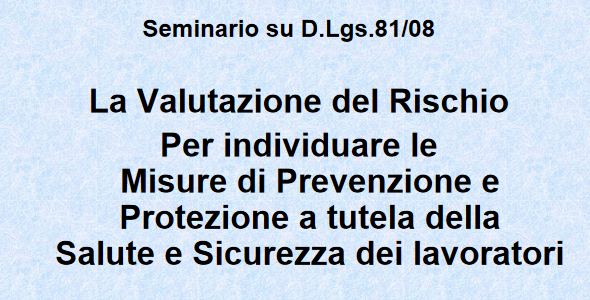 Seminario su D.Lgs.81/08
La Valutazione del Rischio
Per individuare le
Misure di Prevenzione e
Protezione a tutela della
Salute e Sicurezza dei lavoratori